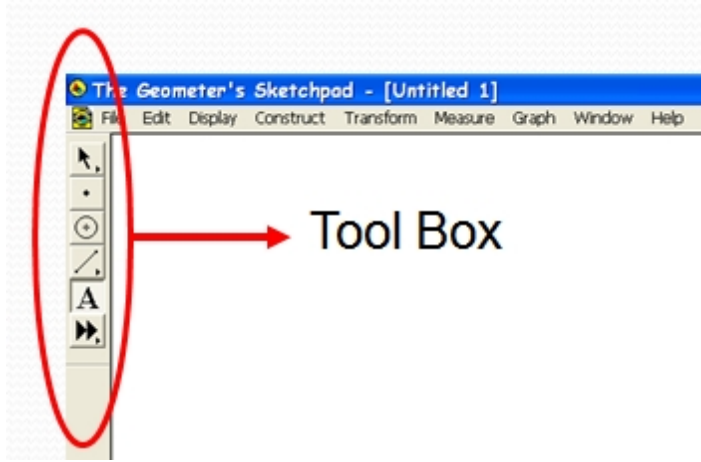 The Geometer's Sketchpad - [Untitled 1]
File Edit Display Construct Transform Measure Graph Window Help
Tool Box
A